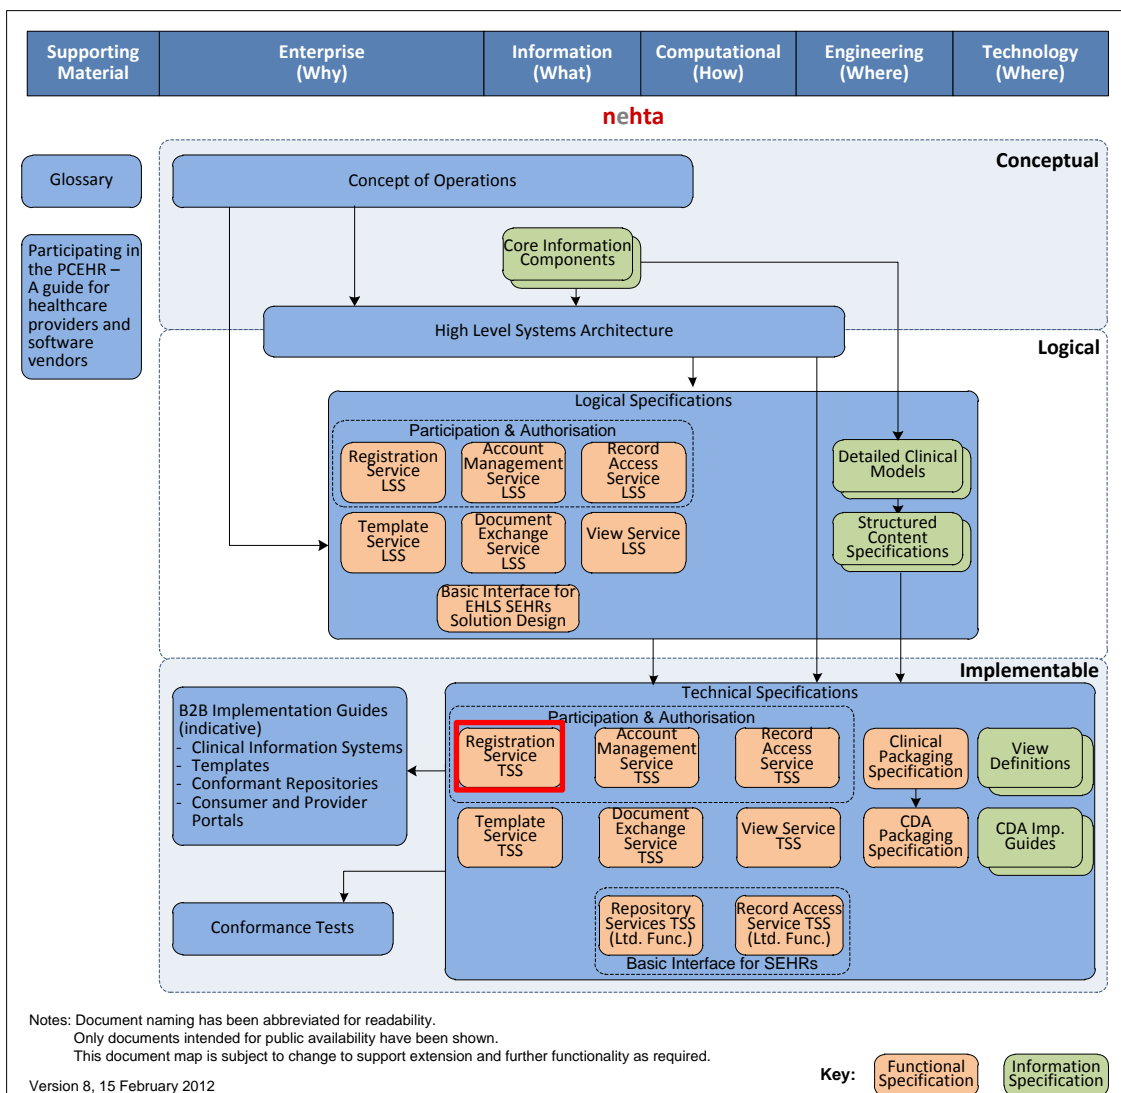 Supporting
Material
Enterprise
(Why)
Information
(What)
Computational
(How)
Engineering
(Where)
Technology
(Where)
nehta
Conceptual
Glossary
Concept of Operations
Participating in
the PCEHR –
A guide for
healthcare
providers and
software
vendors
Core Information
Components
High Level Systems Architecture
Logical
Logical Specifications
Participation & Authorisation
Registration
Service
LSS
Account
Management
Service
LSS
Record
Access
Service
LSS
Detailed Clinical
Models
Template
Service
LSS
Document
Exchange
Service
LSS
View Service
LSS
Structured
Content
Specifications
Basic Interface for
EHLS SEHRs
Solution Design
Implementable
Technical Specifications
B2B Implementation Guides
(indicative)
- Clinical Information Systems
- Templates
- Conformant Repositories
- Consumer and Provider
Portals
Participation & Authorisation
Registration
Service
TSS
Account
Management
Service
TSS
Record
Access
Service
TSS
Clinical
Packaging
Specification
View
Definitions
Template
Service
TSS
Document
Exchange
Service
TSS
View Service
TSS
CDA
Packaging
Specification
CDA Imp.
Guides
Conformance Tests
Repository
Services TSS
(Ltd. Func.)
Record Access
Service TSS
(Ltd. Func.)
Basic Interface for SEHRs
Notes: Document naming has been abbreviated for readability.
Only documents intended for public availability have been shown.
This document map is subject to change to support extension and further functionality as required.
Version 8, 15 February 2012
Key:
Functional
Specification
Information
Specification